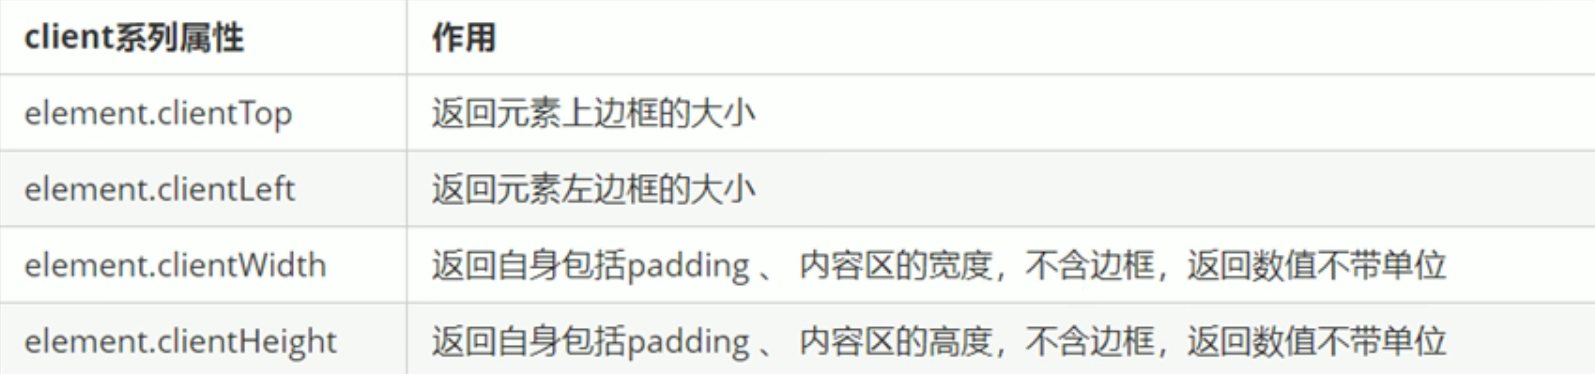 client系列属性 作用
element.clientTop 返回元素上边框的大小
element.clientLeft 返回元素左边框的大小
element.clientWidth 返回自身包括padding 、 内容区的宽度，不含边框，返回数值不带单位
element.clientHeight 返回自身包括padding 、 内容区的高度，不含边框，返回数值不带单位